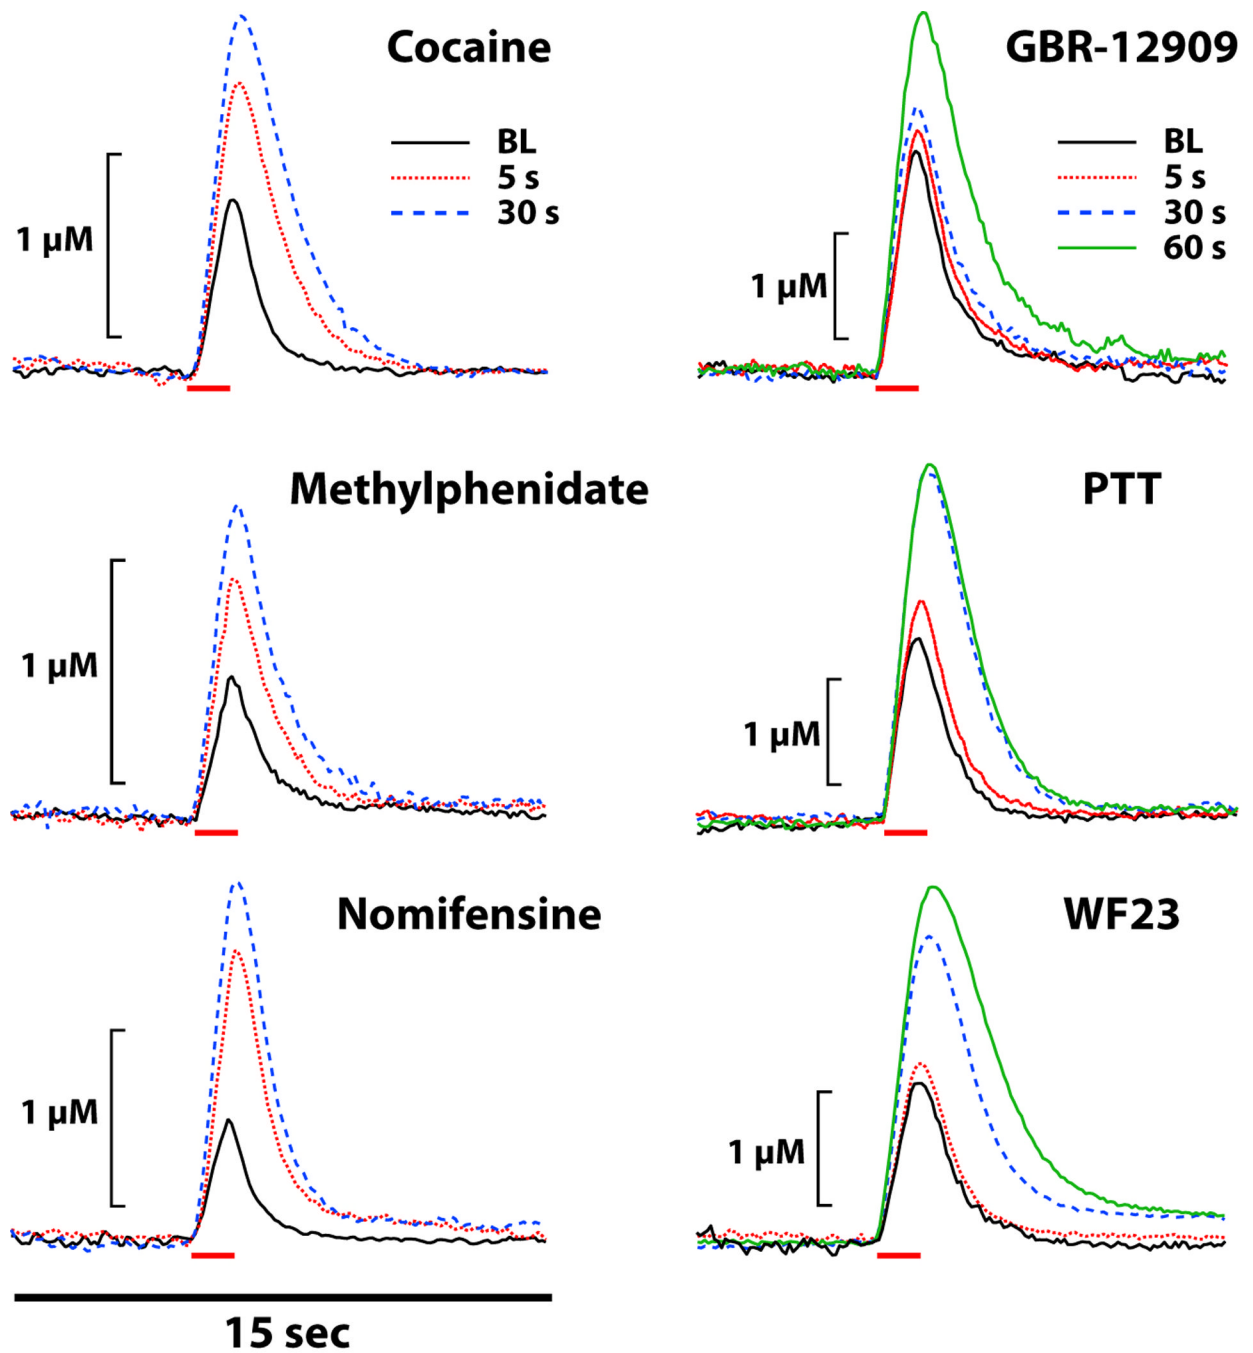 Cocaine
BL
5 s
30 s
1 µM
GBR-12909
BL
5 s
30 s
60 s
1 µM
Methylphenidate
1 µM
PTT
1 µM
Nomifensine
1 µM
WF23
1 µM
15 sec